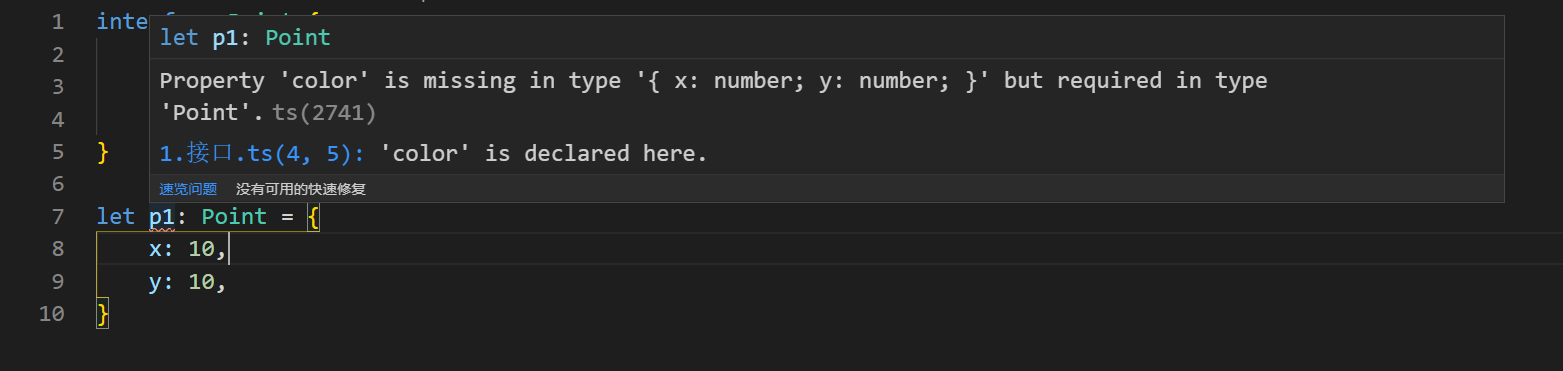 1 inte
let p1: Point
2
Property 'color' is missing in type '{ x: number; y: number; }' but required in type
3
'Point'. ts(2741)
4
5 }
1.接口.ts(4, 5): 'color' is declared here.
6
速览问题 没有可用的快速修复
7 let p1: Point = {
8 x: 10,
9 y: 10,
10 }